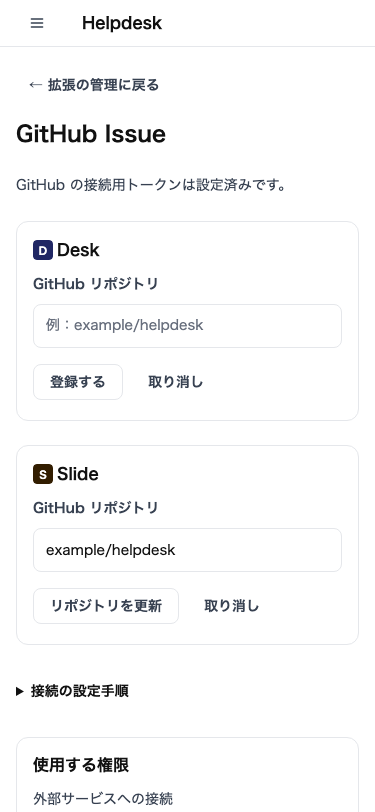 Helpdesk
← 拡張の管理に戻る
GitHub Issue
GitHub の接続用トークンは設定済みです。
D Desk
GitHub リポジトリ
例：example/helpdesk
登録する 取り消し
S Slide
GitHub リポジトリ
example/helpdesk
リポジトリを更新 取り消し
▶ 接続の設定手順
使用する権限
外部サービスへの接続